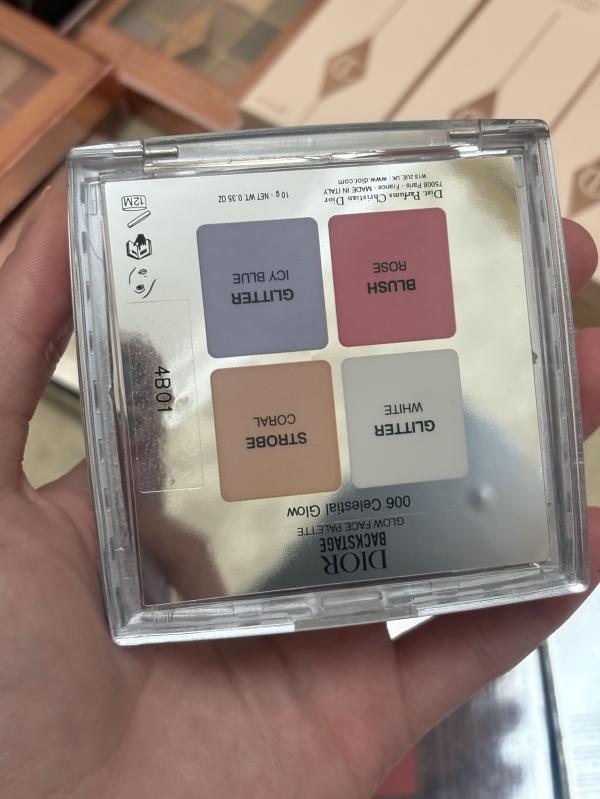 DIOR
BACKSTAGE
GLOW FACE PALETTE
006 Celestial Glow
GLITTER
WHITE
STROBE
CORAL
BLUSH
ROSE
GLITTER
ICY BLUE
Dist. Parfums Christian Dior
75008 Paris · France · MADE IN ITALY
W1S 2UE UK · www.dior.com
10 g · NET WT. 0.35 OZ
12M
4B01